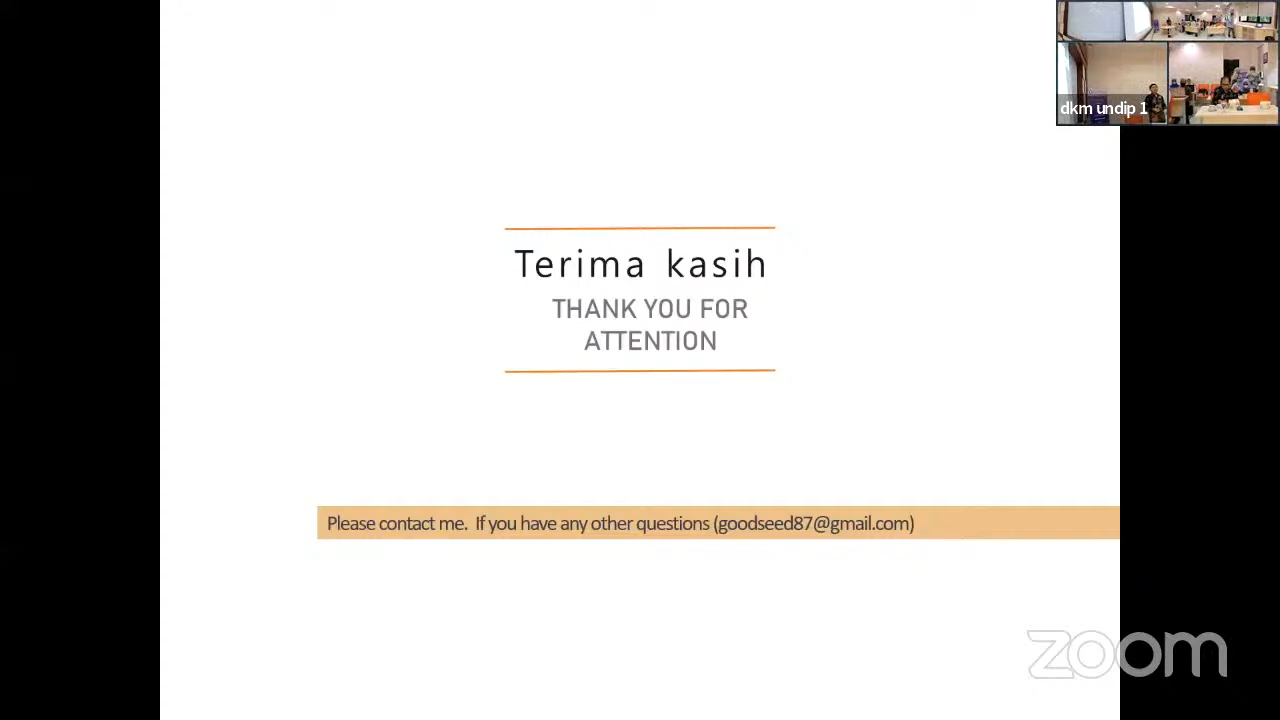 dkm undip 1
Terima kasih
THANK YOU FOR
ATTENTION
Please contact me.  If you have any other questions (goodseed87@gmail.com)
zoom